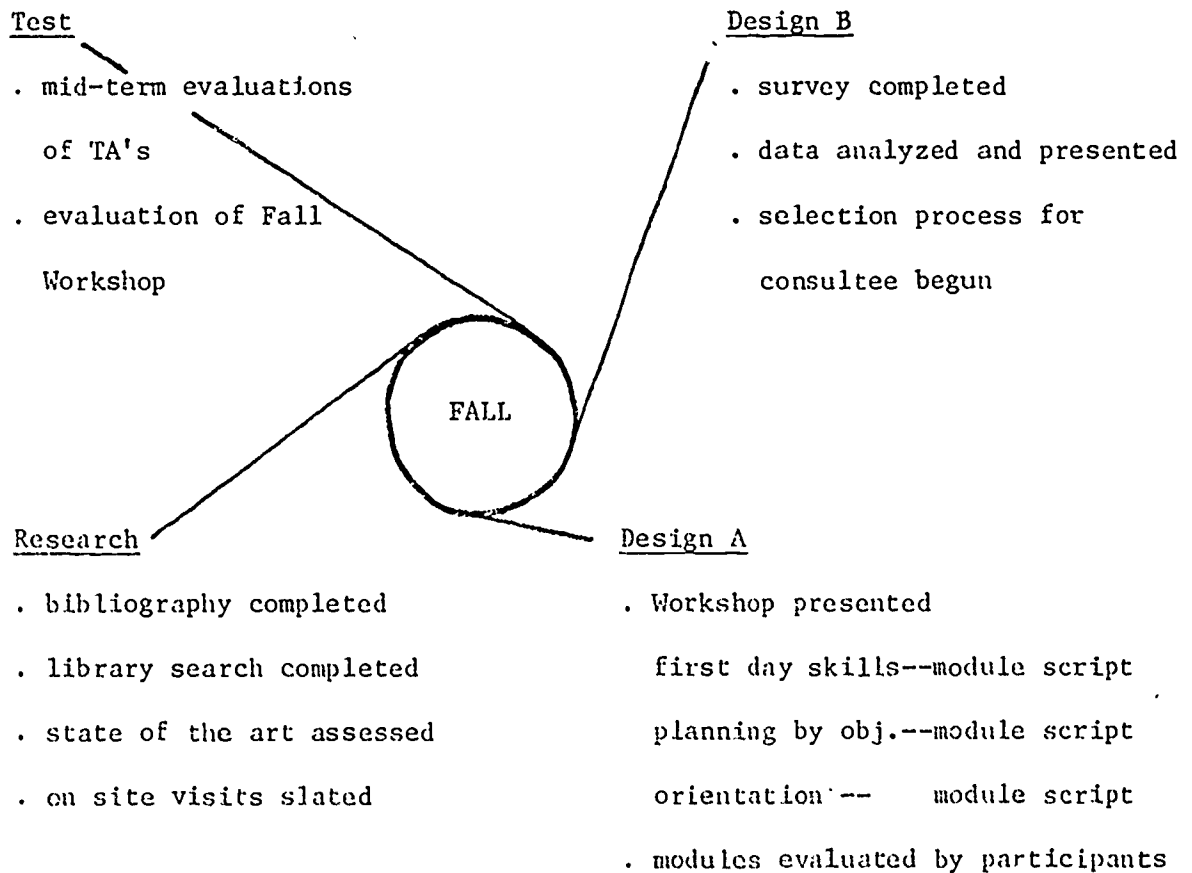 Test
. mid-term evaluations
of TA's
. evaluation of Fall
Workshop
Design B
. survey completed
. data analyzed and presented
. selection process for
consultee begun
FALL
Research
. bibliography completed
. library search completed
. state of the art assessed
. on site visits slated
Design A
. Workshop presented
first day skills--module script
planning by obj.--module script
orientation -- module script
. modules evaluated by participants